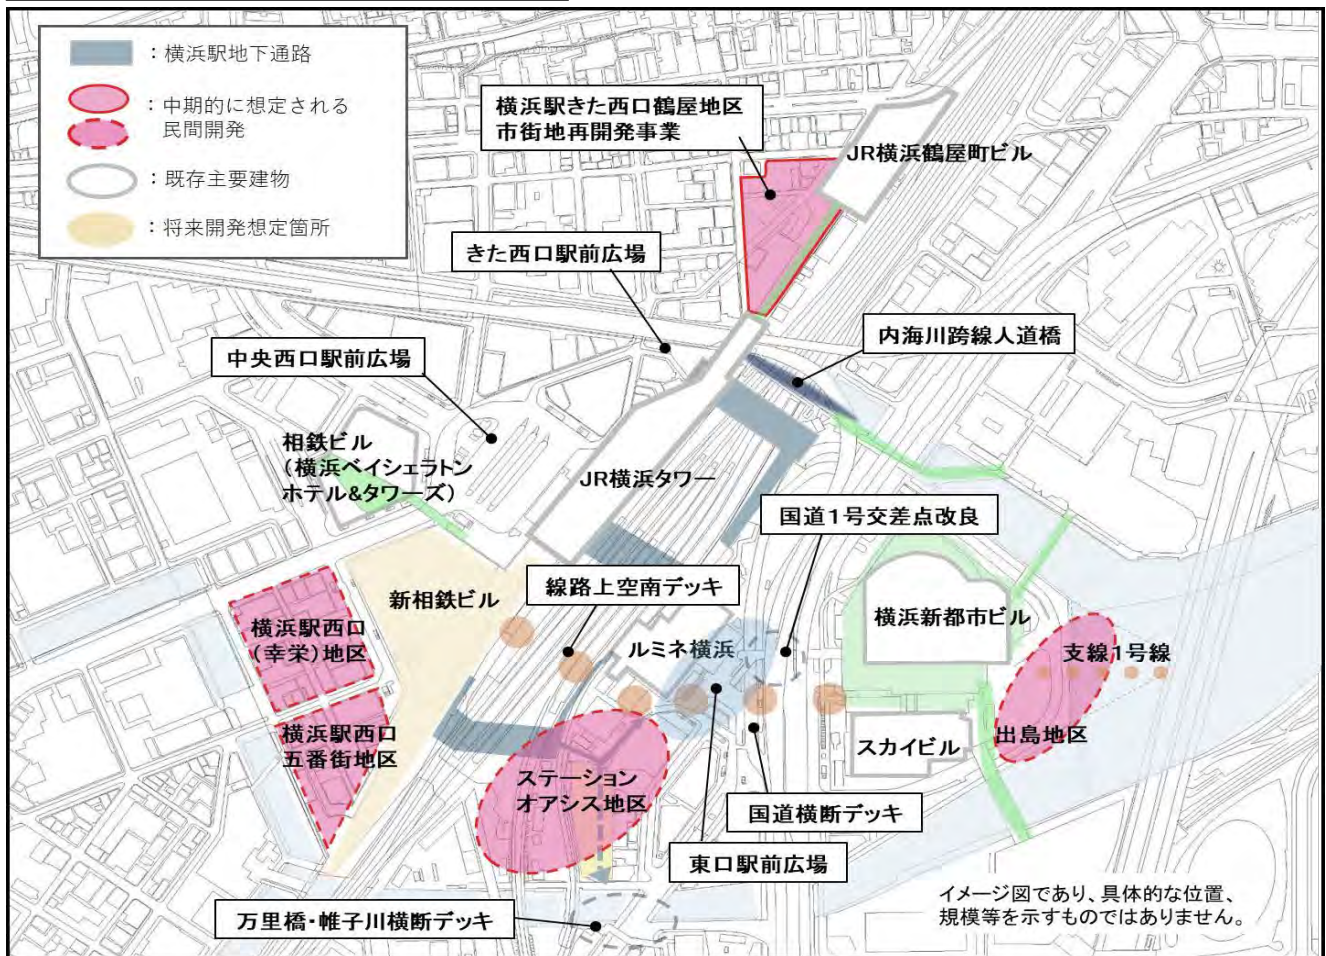 ：横浜駅地下通路
：中期的に想定される
民間開発
：既存主要建物
：将来開発想定箇所
横浜駅きた西口鶴屋地区
市街地再開発事業
JR横浜鶴屋町ビル
きた西口駅前広場
内海川跨線人道橋
中央西口駅前広場
相鉄ビル
（横浜ベイシェラトン
ホテル&タワーズ）
JR横浜タワー
国道1号交差点改良
線路上空南デッキ
新相鉄ビル
横浜駅西口
（幸栄）地区
ルミネ横浜
横浜新都市ビル
支線1号線
横浜駅西口
五番街地区
出島地区
スカイビル
ステーション
オアシス地区
国道横断デッキ
東口駅前広場
万里橋・帷子川横断デッキ
イメージ図であり、具体的な位置、
規模等を示すものではありません。